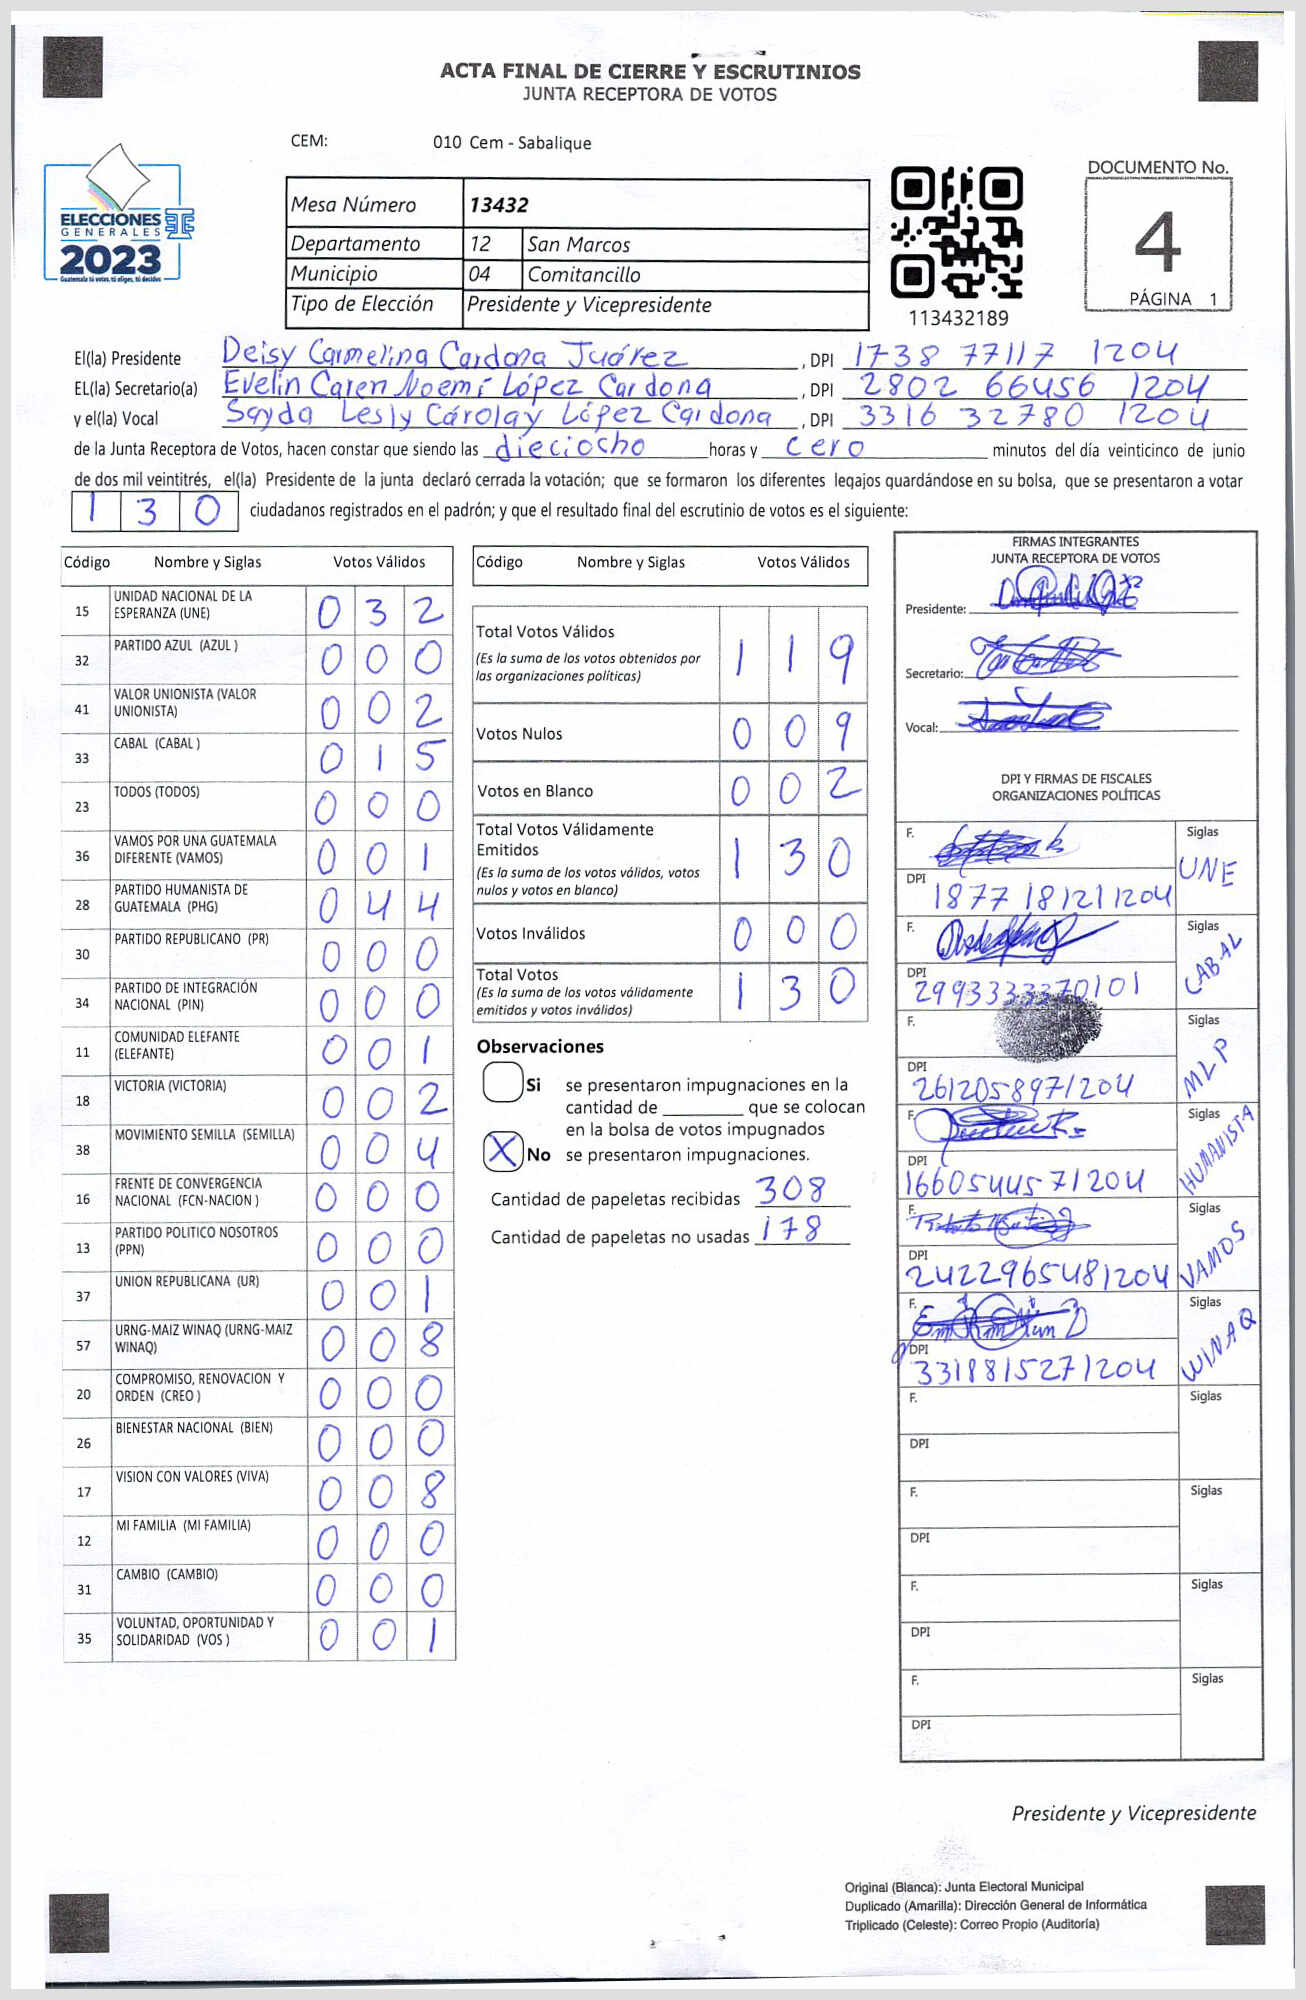 ACTA FINAL DE CIERRE Y ESCRUTINIOS
JUNTA RECEPTORA DE VOTOS
CEM: 010 Cem - Sabalique
ELECCIONES
GENERALES
2023
Guatemala tú votas, tú eliges, tú decides
Mesa Número 13432
Departamento 12 San Marcos
Municipio 04 Comitancillo
Tipo de Elección Presidente y Vicepresidente
113432189
DOCUMENTO No.
4
PÁGINA 1
El(la) Presidente Deisy Carmelina Cardona Juárez, DPI 1738 77117 1204
EL(la) Secretario(a) Evelin Caren Noemí López Cardona, DPI 2802 66456 1204
y el(la) Vocal Sayda Lesly Cárolay López Cardona, DPI 3316 32780 1204
de la Junta Receptora de Votos, hacen constar que siendo las dieciocho horas y cero minutos del día veinticinco de junio
de dos mil veintitrés, el(la) Presidente de la junta declaró cerrada la votación; que se formaron los diferentes legajos guardándose en su bolsa, que se presentaron a votar
1 3 0 ciudadanos registrados en el padrón; y que el resultado final del escrutinio de votos es el siguiente:
Código Nombre y Siglas Votos Válidos
15 UNIDAD NACIONAL DE LA ESPERANZA (UNE) 0 3 2
32 PARTIDO AZUL (AZUL ) 0 0 0
41 VALOR UNIONISTA (VALOR UNIONISTA) 0 0 2
33 CABAL (CABAL ) 0 1 5
23 TODOS (TODOS) 0 0 0
36 VAMOS POR UNA GUATEMALA DIFERENTE (VAMOS) 0 0 1
28 PARTIDO HUMANISTA DE GUATEMALA (PHG) 0 4 4
30 PARTIDO REPUBLICANO (PR) 0 0 0
34 PARTIDO DE INTEGRACIÓN NACIONAL (PIN) 0 0 0
11 COMUNIDAD ELEFANTE (ELEFANTE) 0 0 1
18 VICTORIA (VICTORIA) 0 0 2
38 MOVIMIENTO SEMILLA (SEMILLA) 0 0 4
16 FRENTE DE CONVERGENCIA NACIONAL (FCN-NACION ) 0 0 0
13 PARTIDO POLITICO NOSOTROS (PPN) 0 0 0
37 UNION REPUBLICANA (UR) 0 0 1
57 URNG-MAIZ WINAQ (URNG-MAIZ WINAQ) 0 0 8
20 COMPROMISO, RENOVACION Y ORDEN (CREO ) 0 0 0
26 BIENESTAR NACIONAL (BIEN) 0 0 0
17 VISION CON VALORES (VIVA) 0 0 8
12 MI FAMILIA (MI FAMILIA) 0 0 0
31 CAMBIO (CAMBIO) 0 0 0
35 VOLUNTAD, OPORTUNIDAD Y SOLIDARIDAD (VOS ) 0 0 1
Código Nombre y Siglas Votos Válidos
Total Votos Válidos 1 1 9
(Es la suma de los votos obtenidos por
las organizaciones políticas)
Votos Nulos 0 0 9
Votos en Blanco 0 0 2
Total Votos Válidamente
Emitidos 1 3 0
(Es la suma de los votos válidos, votos
nulos y votos en blanco)
Votos Inválidos 0 0 0
Total Votos 1 3 0
(Es la suma de los votos válidamente
emitidos y votos inválidos)
Observaciones
Si se presentaron impugnaciones en la
cantidad de ________ que se colocan
en la bolsa de votos impugnados
X No se presentaron impugnaciones.
Cantidad de papeletas recibidas 308
Cantidad de papeletas no usadas 178
FIRMAS INTEGRANTES
JUNTA RECEPTORA DE VOTOS
Presidente:
Secretario:
Vocal:
DPI Y FIRMAS DE FISCALES
ORGANIZACIONES POLÍTICAS
F. Siglas UNE
DPI 1877 18121 1204
F. Siglas CABAL
DPI 2993333370101
F. Siglas MLP
DPI 2612058971204
F. Siglas HUMANISTA
DPI 1660544571204
F. Siglas VAMOS
DPI 2422965481204
F. Siglas WINAQ
DPI 3318815271204
F. Siglas
DPI
F. Siglas
DPI
F. Siglas
DPI
F. Siglas
DPI
Presidente y Vicepresidente
Original (Blanca): Junta Electoral Municipal
Duplicado (Amarilla): Dirección General de Informática
Triplicado (Celeste): Correo Propio (Auditoría)